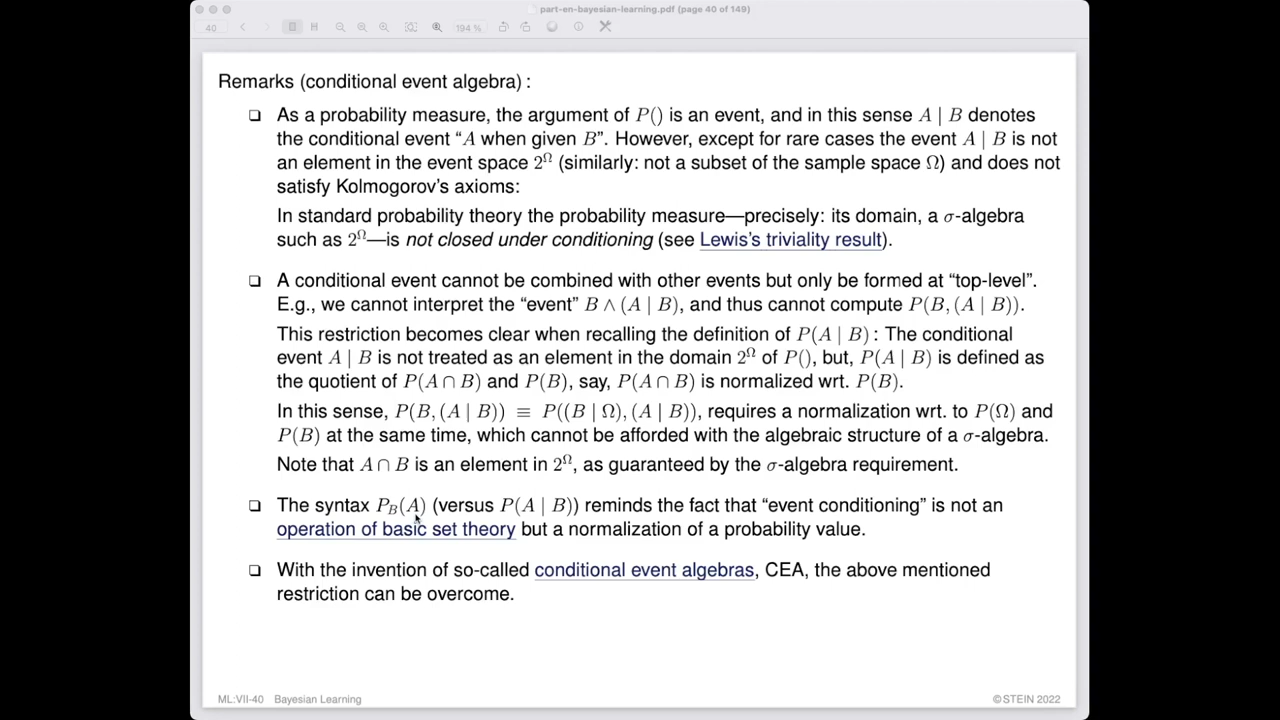 part-en-bayesian-learning.pdf (page 40 of 149)
40
194 %
Remarks (conditional event algebra) :
❑ As a probability measure, the argument of P() is an event, and in this sense A | B denotes
the conditional event “A when given B”. However, except for rare cases the event A | B is not
an element in the event space 2^Ω (similarly: not a subset of the sample space Ω) and does not
satisfy Kolmogorov’s axioms:
In standard probability theory the probability measure—precisely: its domain, a σ-algebra
such as 2^Ω—is not closed under conditioning (see Lewis’s triviality result).
❑ A conditional event cannot be combined with other events but only be formed at “top-level”.
E.g., we cannot interpret the “event” B ∧ (A | B), and thus cannot compute P(B, (A | B)).
This restriction becomes clear when recalling the definition of P(A | B) : The conditional
event A | B is not treated as an element in the domain 2^Ω of P(), but, P(A | B) is defined as
the quotient of P(A ∩ B) and P(B), say, P(A ∩ B) is normalized wrt. P(B).
In this sense, P(B, (A | B)) ≡ P((B | Ω), (A | B)), requires a normalization wrt. to P(Ω) and
P(B) at the same time, which cannot be afforded with the algebraic structure of a σ-algebra.
Note that A ∩ B is an element in 2^Ω, as guaranteed by the σ-algebra requirement.
❑ The syntax P_B(A) (versus P(A | B)) reminds the fact that “event conditioning” is not an
operation of basic set theory but a normalization of a probability value.
❑ With the invention of so-called conditional event algebras, CEA, the above mentioned
restriction can be overcome.
ML:VII-40 Bayesian Learning
©STEIN 2022